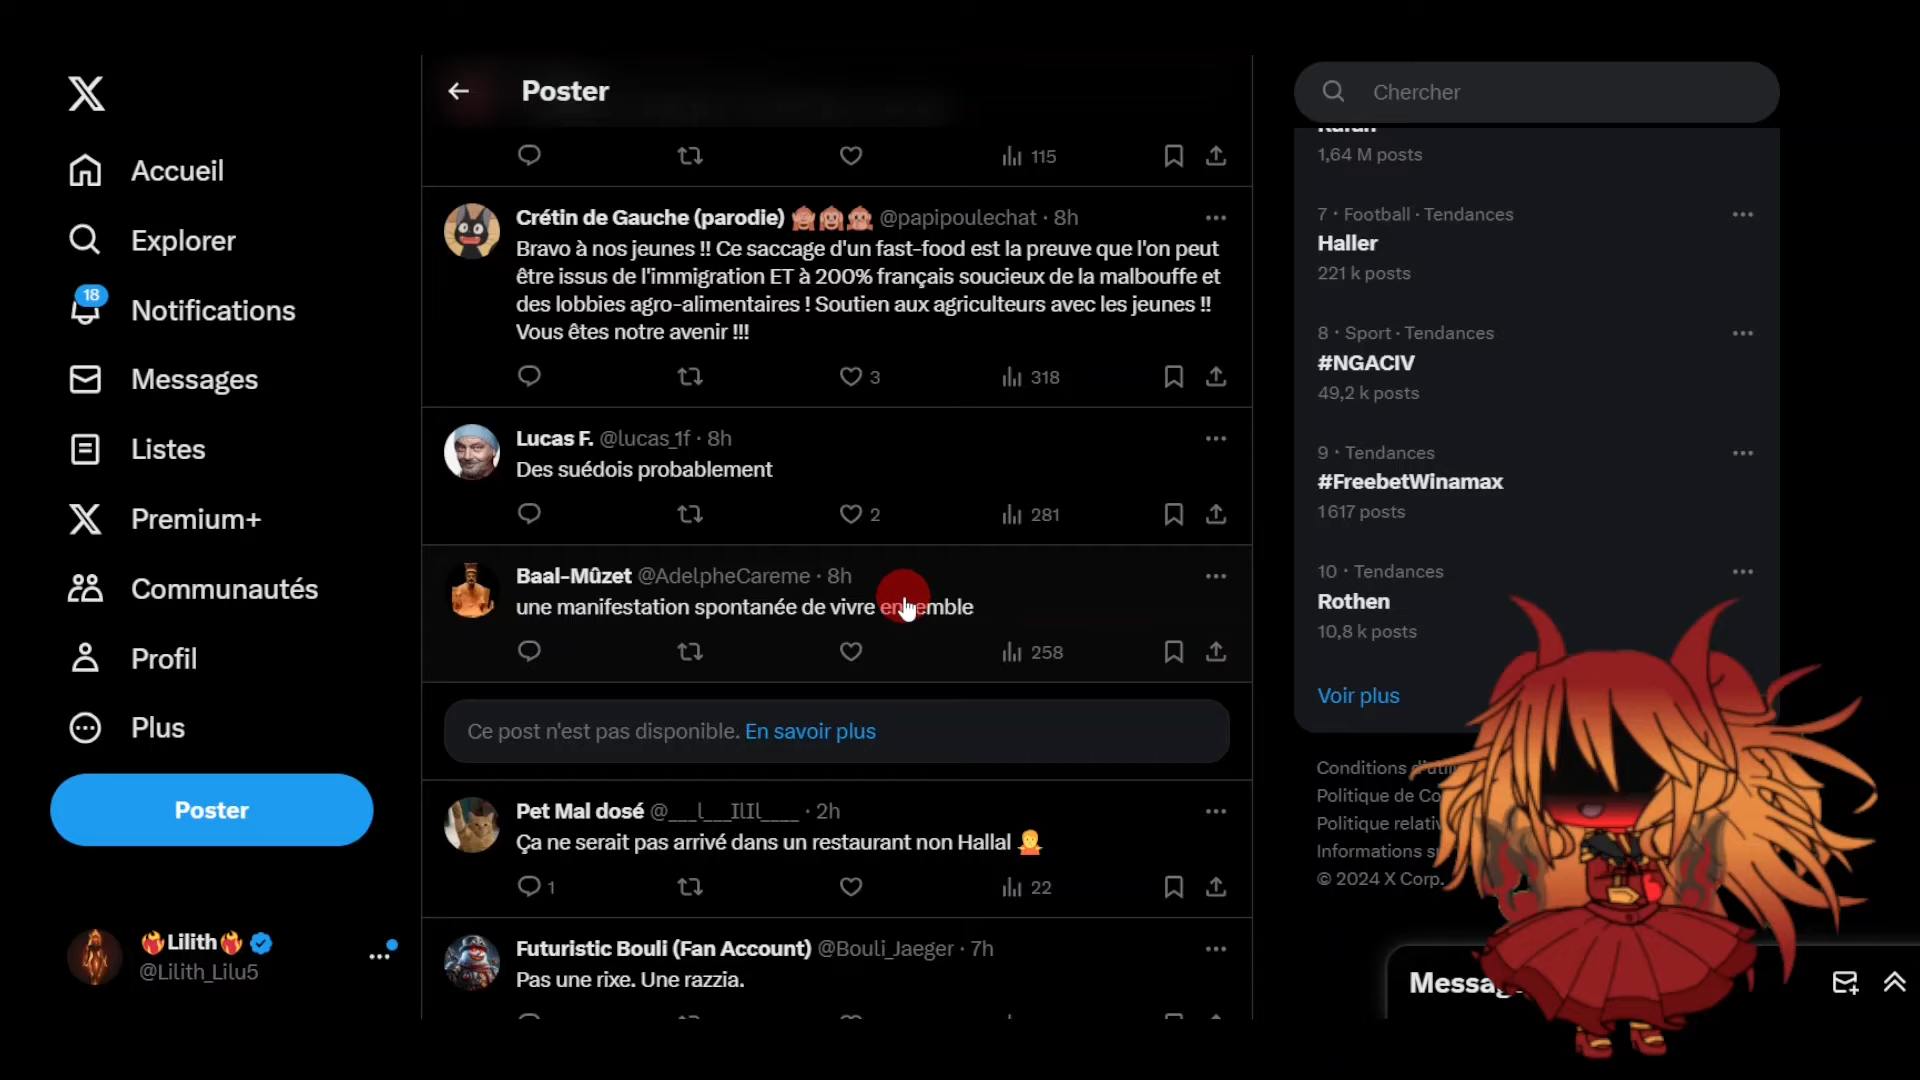 Poster
Chercher
Accueil
Explorer
18
Notifications
Messages
Listes
Premium+
Communautés
Profil
Plus
Poster
🔥Lilith🔥
@Lilith_Lilu5
115
Crétin de Gauche (parodie) 🙈🙉🙊 @papipoulechat · 8h
Bravo à nos jeunes !! Ce saccage d'un fast-food est la preuve que l'on peut
être issus de l'immigration ET à 200% français soucieux de la malbouffe et
des lobbies agro-alimentaires ! Soutien aux agriculteurs avec les jeunes !!
Vous êtes notre avenir !!!
3 318
Lucas F. @lucas_1f · 8h
Des suédois probablement
2 281
Baal-Mûzet @AdelpheCareme · 8h
une manifestation spontanée de vivre ensemble
258
Ce post n'est pas disponible. En savoir plus
Pet Mal dosé · 2h
Ça ne serait pas arrivé dans un restaurant non Hallal
1 22
Futuristic Bouli (Fan Account) @Bouli_Jaeger · 7h
Pas une rixe. Une razzia.
1,64 M posts
7 · Football · Tendances
Haller
221 k posts
8 · Sport · Tendances
#NGACIV
49,2 k posts
9 · Tendances
#FreebetWinamax
1 617 posts
10 · Tendances
Rothen
10,8 k posts
Voir plus
Conditions d'util
Politique de Co
Politique relativ
Informations s
© 2024 X Corp.
Messag